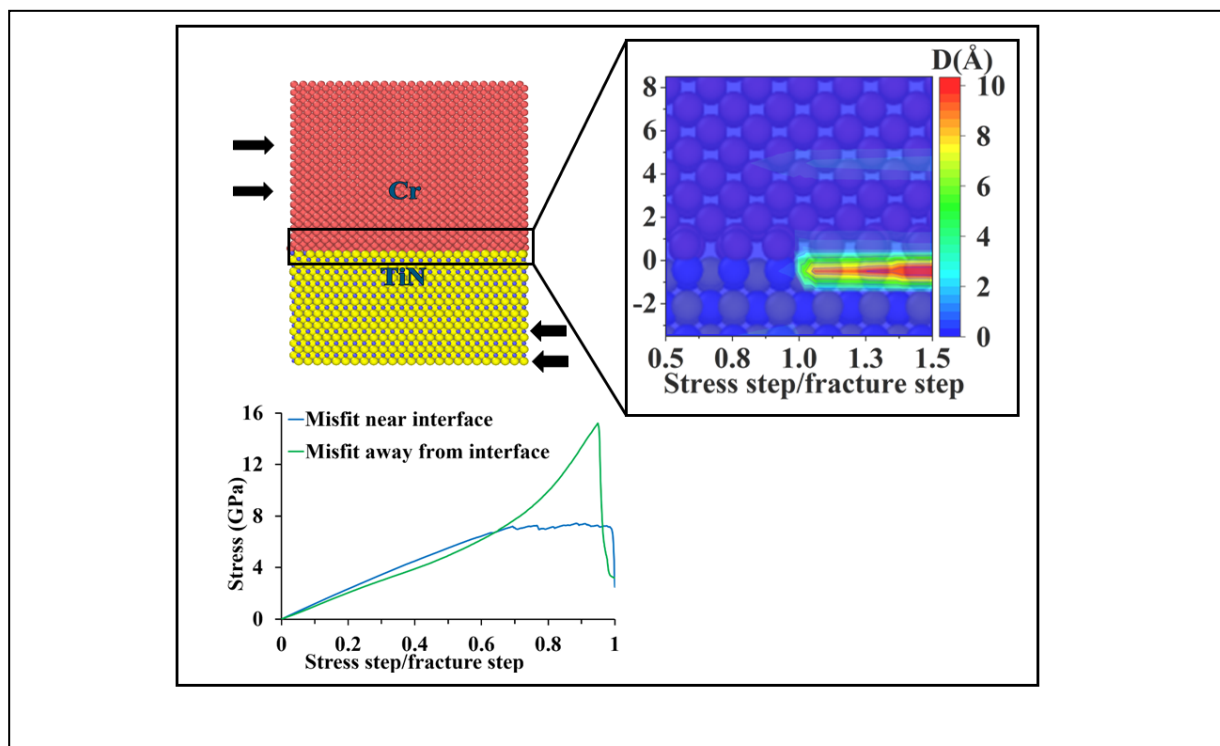 Cr
TiN
D(Å)
8
6
4
2
0
-2
10
8
6
4
2
0
0.5 0.8 1.0 1.3 1.5
Stress step/fracture step
16
12
8
4
0
Stress (GPa)
Misfit near interface
Misfit away from interface
0 0.2 0.4 0.6 0.8 1
Stress step/fracture step